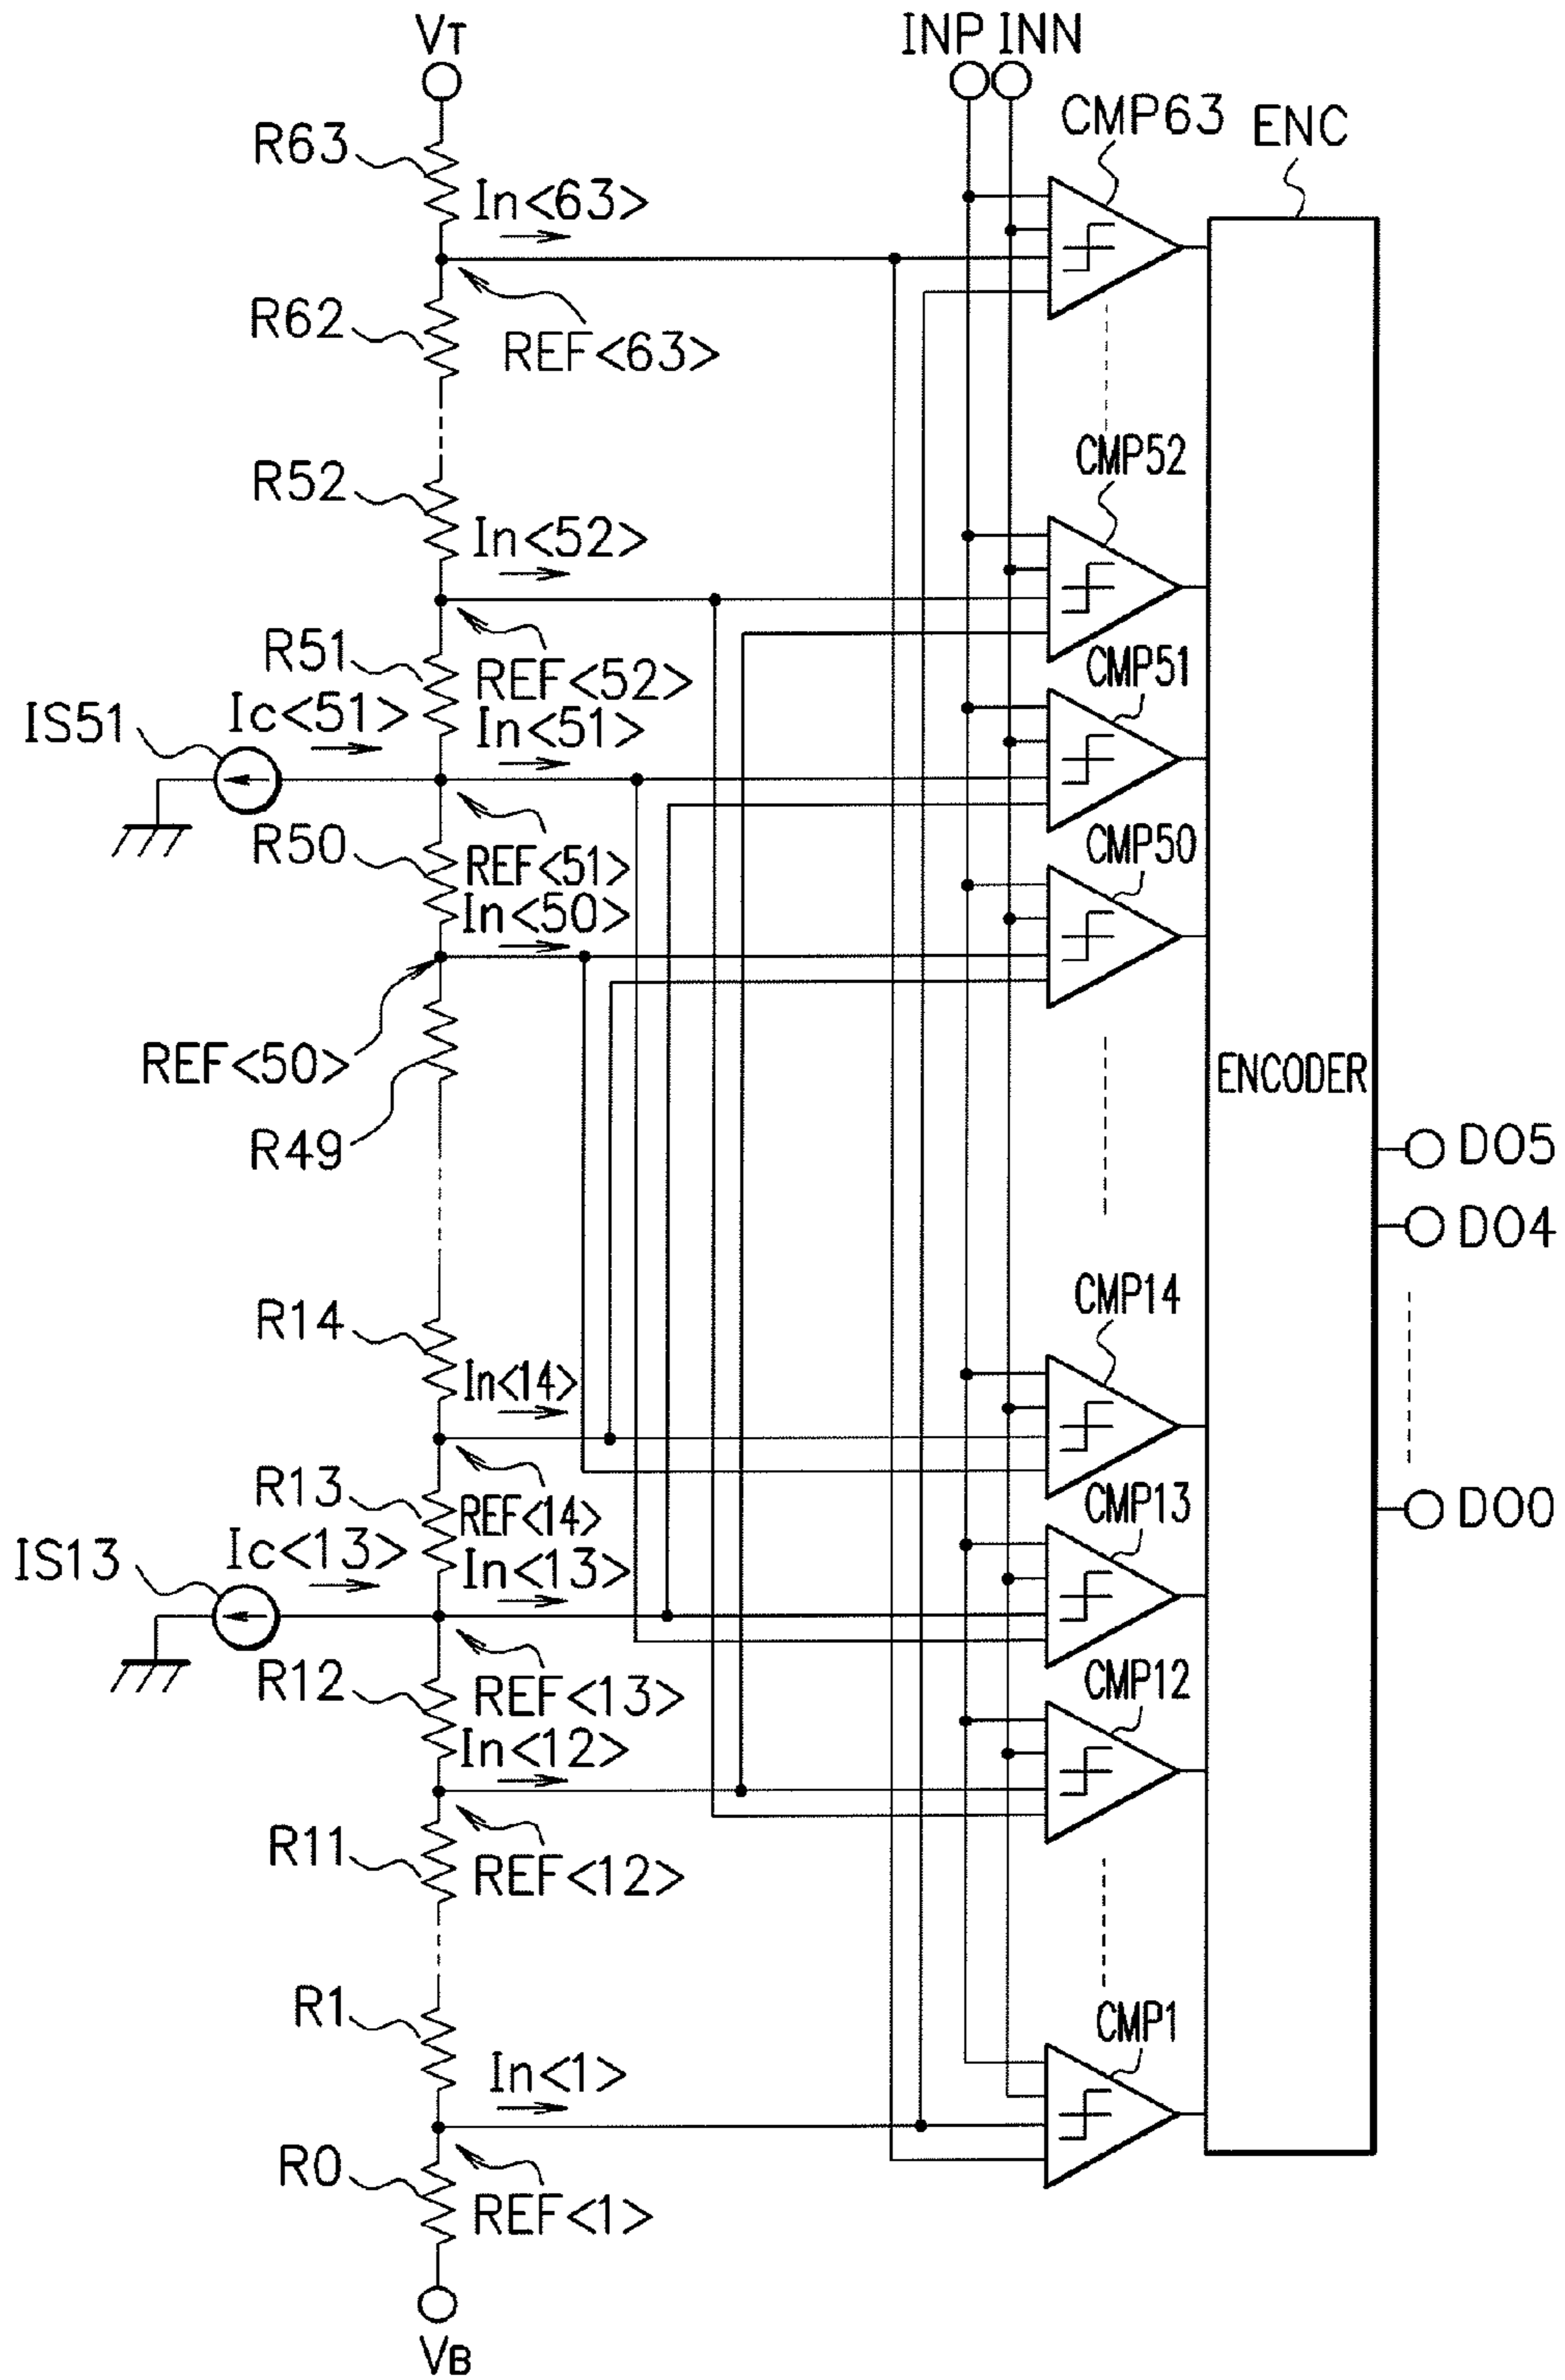 VT
INP INN
R63
CMP63
ENC
In<63>
R62
REF<63>
R52
CMP52
In<52>
R51
REF<52>
CMP51
IS51
Ic<51>
In<51>
R50
REF<51>
CMP50
In<50>
REF<50>
ENCODER
R49
DO5
DO4
R14
CMP14
In<14>
R13
REF<14>
CMP13
DO0
IS13
Ic<13>
In<13>
R12
REF<13>
CMP12
In<12>
R11
REF<12>
R1
CMP1
In<1>
R0
REF<1>
VB